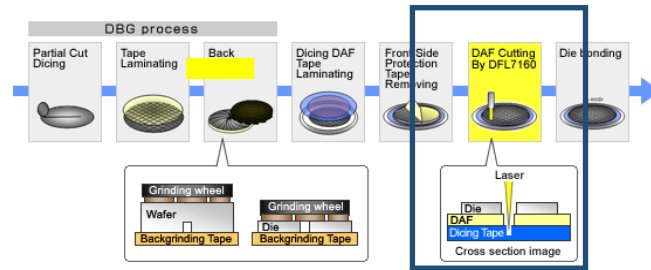 DBG process
Partial Cut
Dicing
Tape
Laminating
Back
Dicing DAF
Tape
Laminating
Front Side
Protection
Tape
Removing
DAF Cutting
By DFL7160
Die bonding
Grinding wheel
Wafer
Backgrinding Tape
Grinding wheel
Die
Backgrinding Tape
Laser
Die
DAF
Dicing Tape
Cross section image